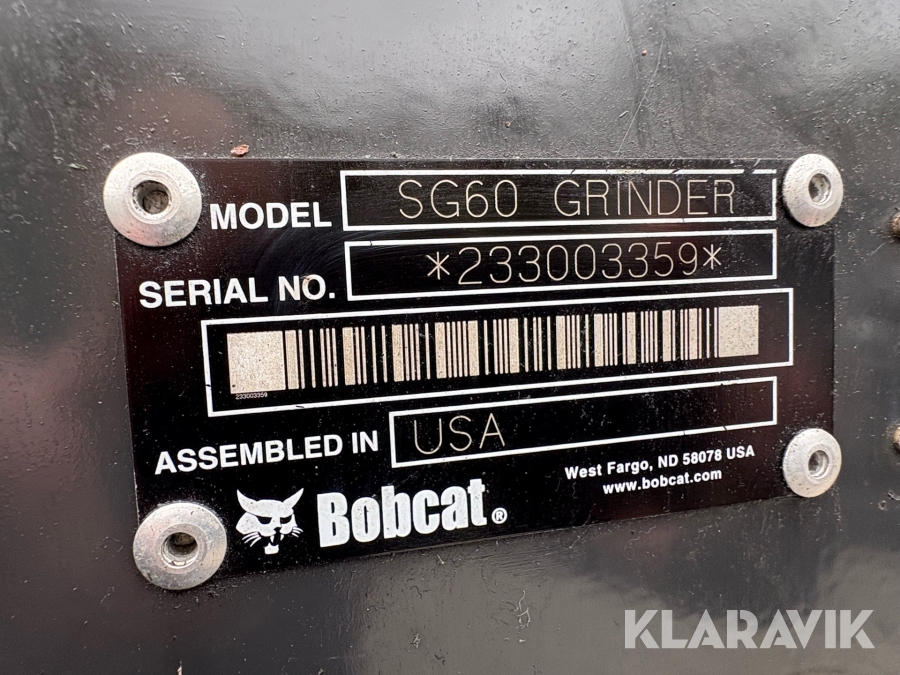 MODEL SG60 GRINDER
SERIAL NO. *233003359*
233003359
ASSEMBLED IN USA
West Fargo, ND 58078 USA
www.bobcat.com
Bobcat®
KLARAVIK